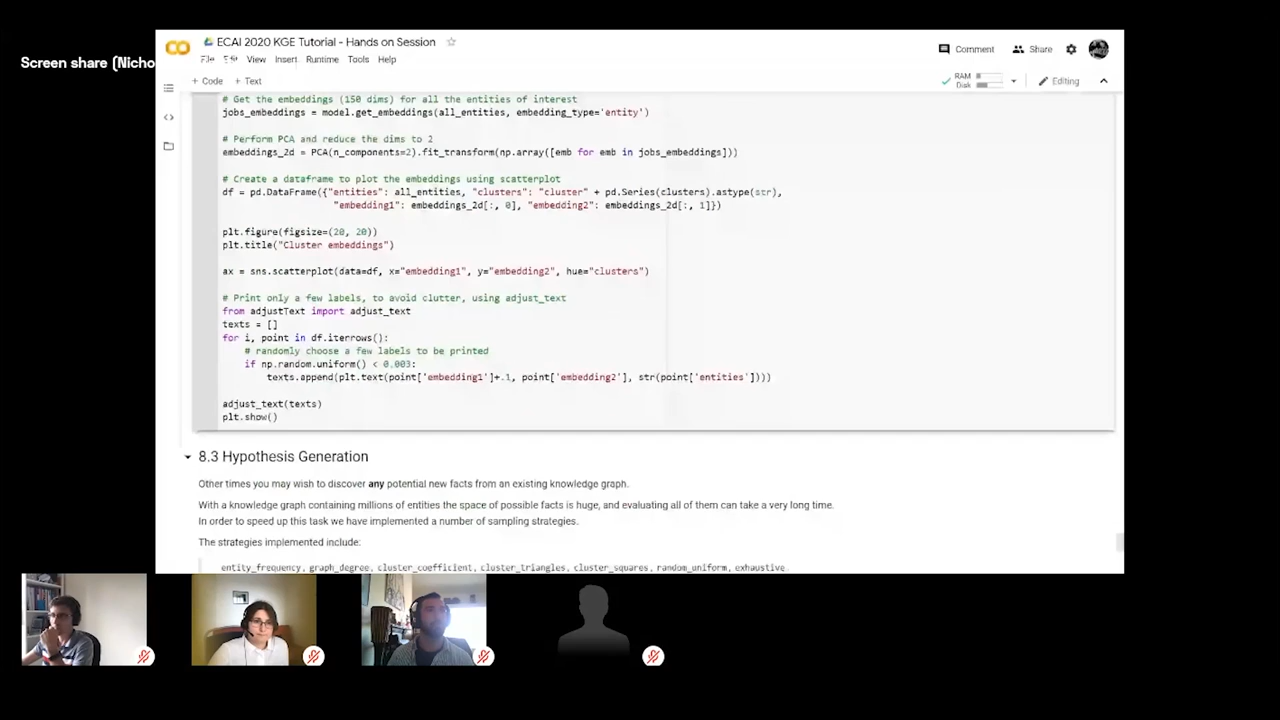 ECAI 2020 KGE Tutorial - Hands on Session
Comment
Share
Screen share (Nicho
File Edit View Insert Runtime Tools Help
+ Code + Text
RAM
Disk
Editing
# Get the embeddings (150 dims) for all the entities of interest
jobs_embeddings = model.get_embeddings(all_entities, embedding_type='entity')
# Perform PCA and reduce the dims to 2
embeddings_2d = PCA(n_components=2).fit_transform(np.array([emb for emb in jobs_embeddings]))
# Create a dataframe to plot the embeddings using scatterplot
df = pd.DataFrame({"entities": all_entities, "clusters": "cluster" + pd.Series(clusters).astype(str),
"embedding1": embeddings_2d[:, 0], "embedding2": embeddings_2d[:, 1]})
plt.figure(figsize=(20, 20))
plt.title("Cluster embeddings")
ax = sns.scatterplot(data=df, x="embedding1", y="embedding2", hue="clusters")
# Print only a few labels, to avoid clutter, using adjust_text
from adjustText import adjust_text
texts = []
for i, point in df.iterrows():
# randomly choose a few labels to be printed
if np.random.uniform() < 0.003:
texts.append(plt.text(point['embedding1']+.1, point['embedding2'], str(point['entities'])))
adjust_text(texts)
plt.show()
8.3 Hypothesis Generation
Other times you may wish to discover any potential new facts from an existing knowledge graph.
With a knowledge graph containing millions of entities the space of possible facts is huge, and evaluating all of them can take a very long time.
In order to speed up this task we have implemented a number of sampling strategies.
The strategies implemented include:
entity_frequency, graph_degree, cluster_coefficient, cluster_triangles, cluster_squares, random_uniform, exhaustive